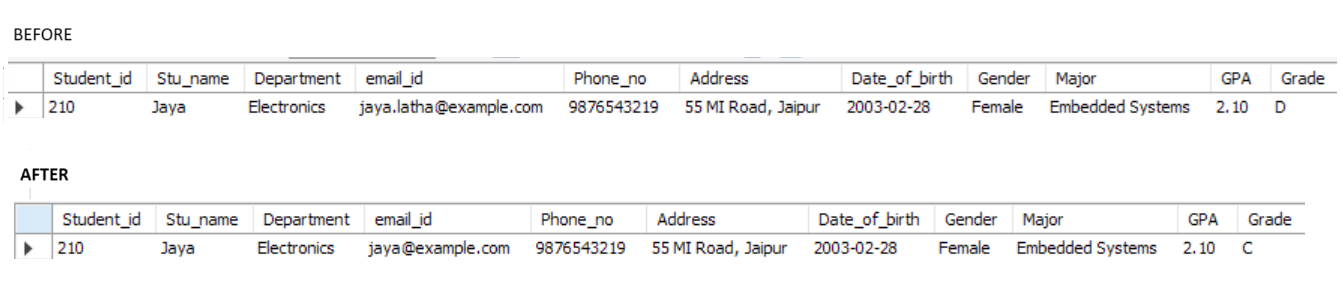 BEFORE
Student_id Stu_name Department email_id Phone_no Address Date_of_birth Gender Major GPA Grade
210 Jaya Electronics jaya.latha@example.com 9876543219 55 MI Road, Jaipur 2003-02-28 Female Embedded Systems 2.10 D
AFTER
Student_id Stu_name Department email_id Phone_no Address Date_of_birth Gender Major GPA Grade
210 Jaya Electronics jaya@example.com 9876543219 55 MI Road, Jaipur 2003-02-28 Female Embedded Systems 2.10 C